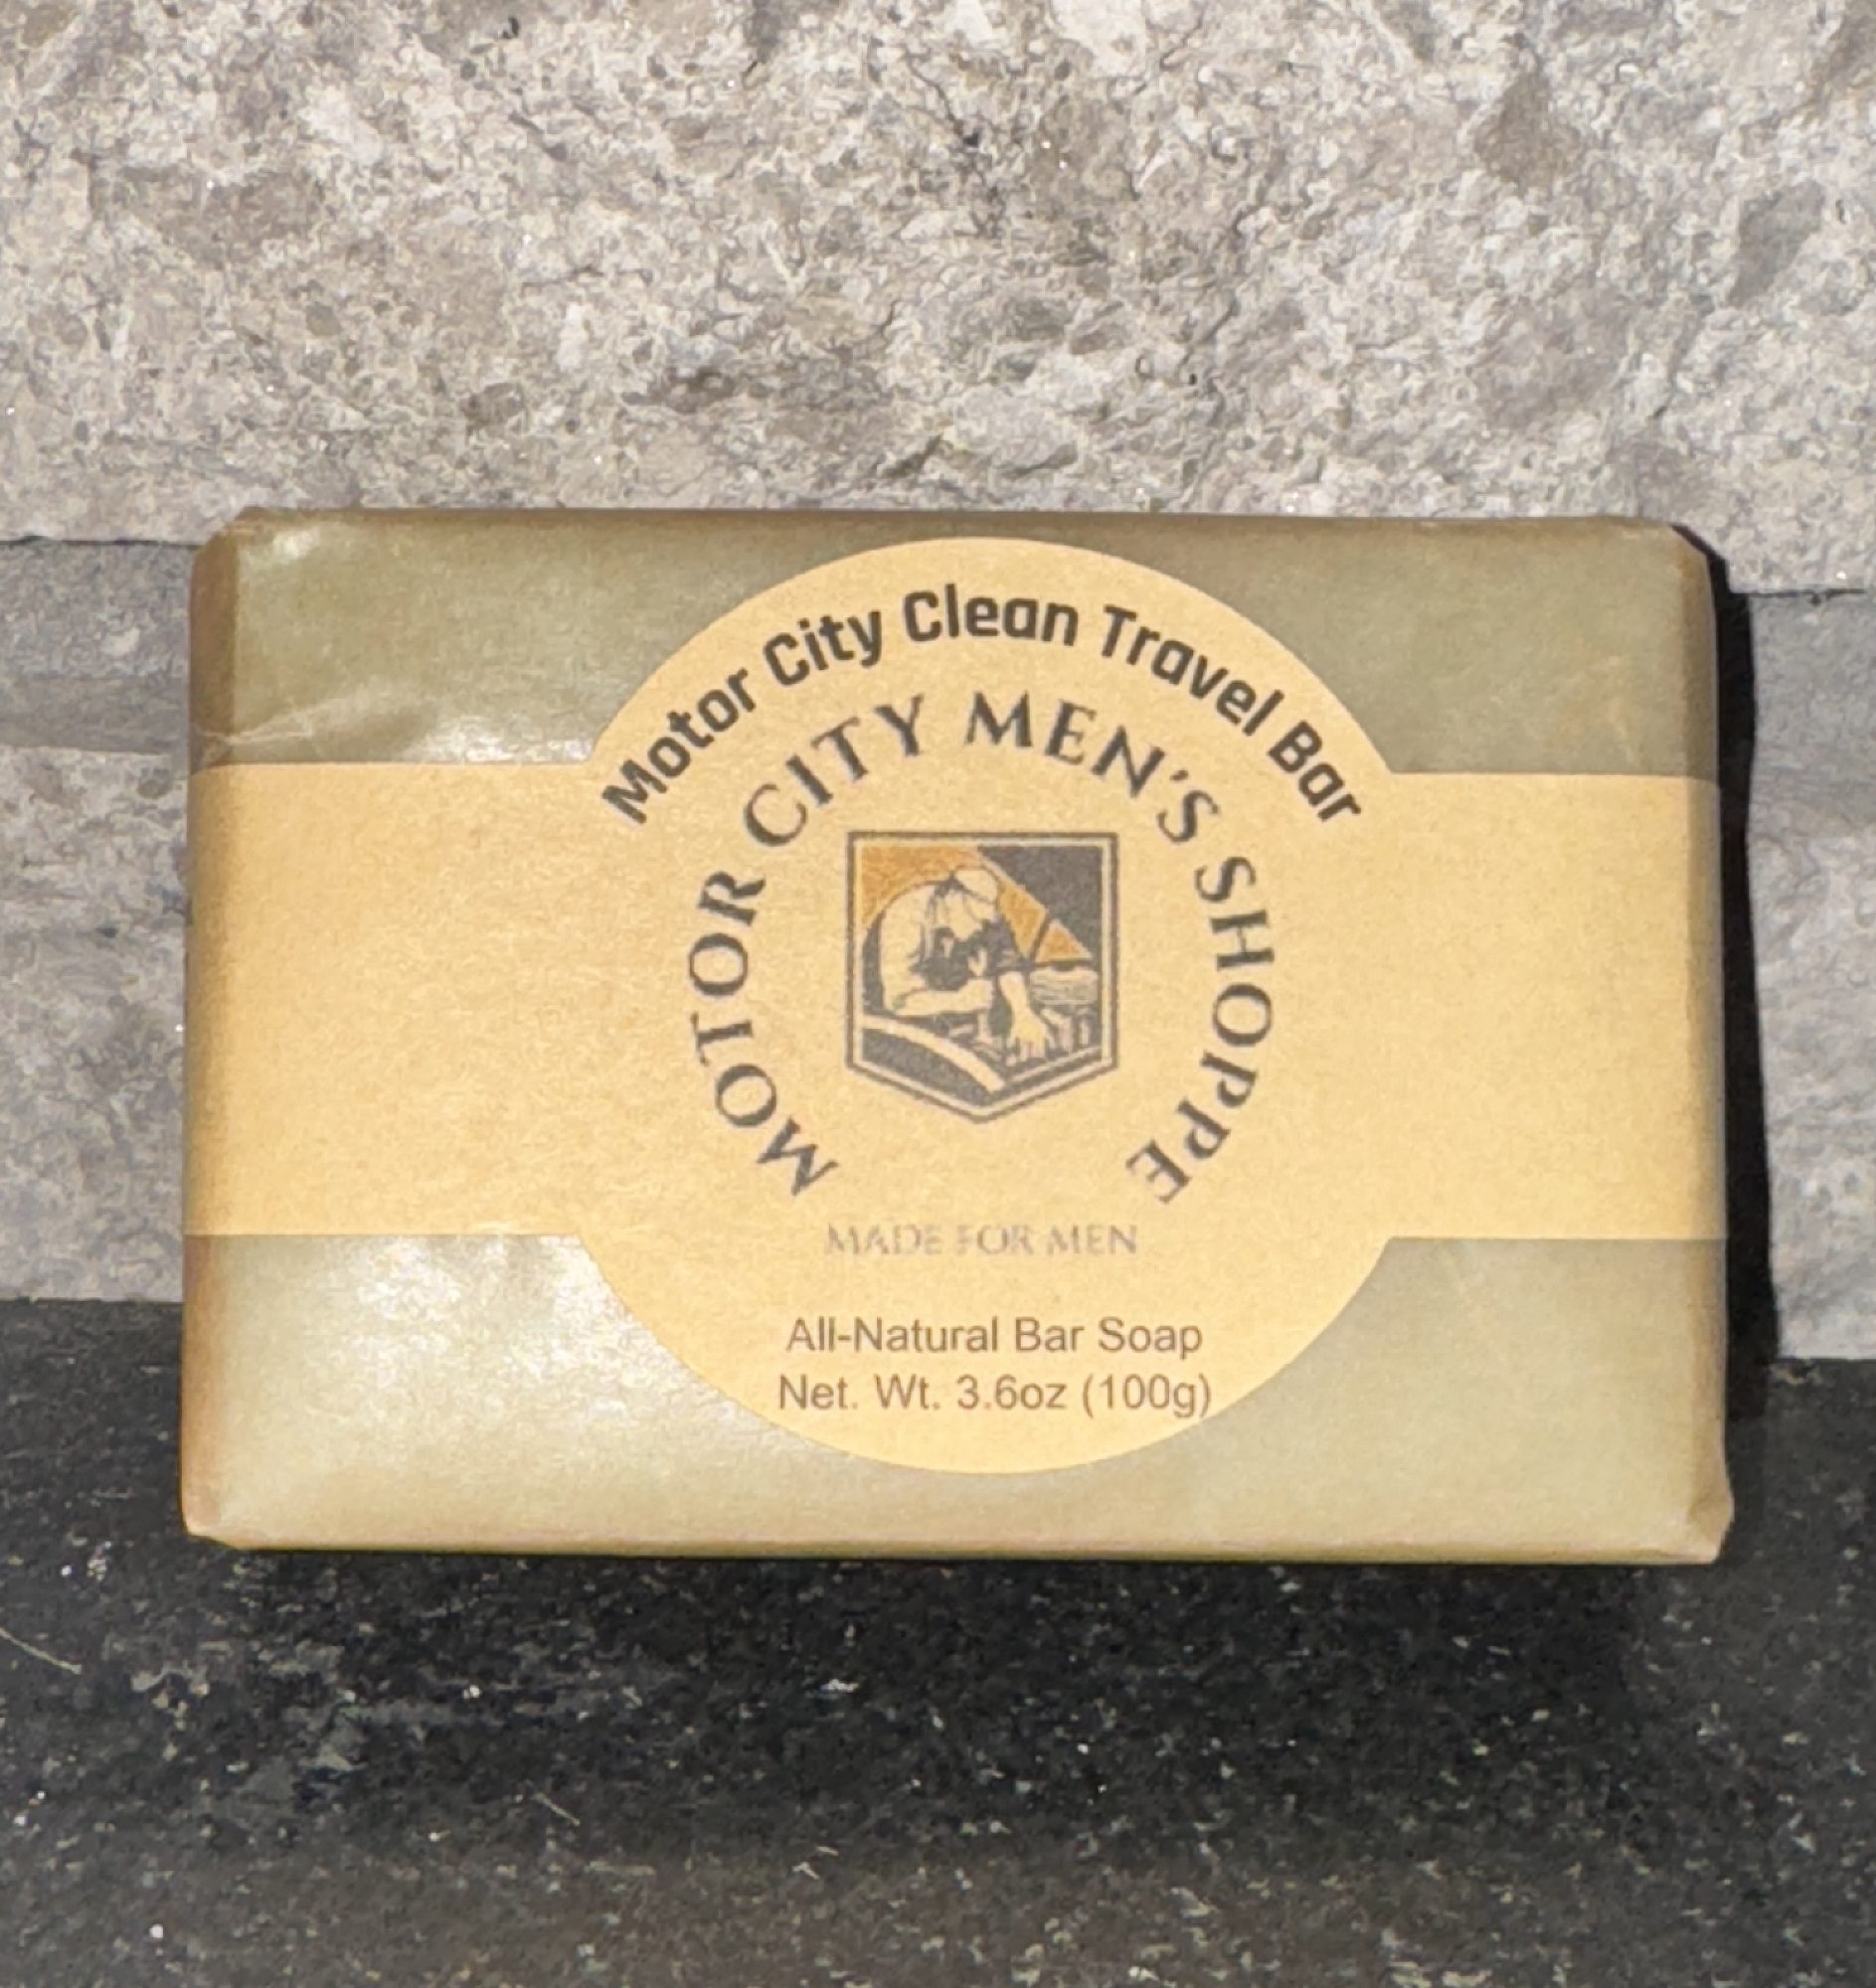 Motor City Clean Travel Bar
MOTOR CITY MEN'S SHOPPE
MADE FOR MEN
All-Natural Bar Soap
Net. Wt. 3.6oz (100g)